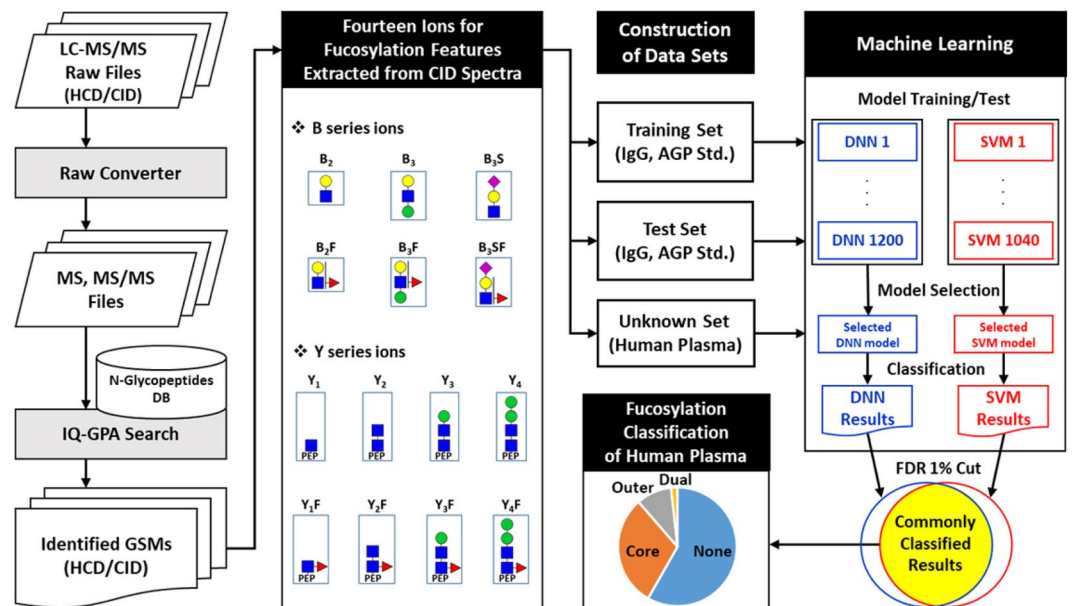 LC-MS/MS
Raw Files
(HCD/CID)
Raw Converter
MS, MS/MS
Files
N-Glycopeptides
DB
IQ-GPA Search
Identified GSMs
(HCD/CID)
Fourteen Ions for
Fucosylation Features
Extracted from CID Spectra
❖ B series ions
B₂ B₃ B₃S
B₂F B₃F B₃SF
❖ Y series ions
Y₁ Y₂ Y₃ Y₄
PEP PEP PEP PEP
Y₁F Y₂F Y₃F Y₄F
PEP PEP PEP PEP
Construction
of Data Sets
Training Set
(IgG, AGP Std.)
Test Set
(IgG, AGP Std.)
Unknown Set
(Human Plasma)
Machine Learning
Model Training/Test
DNN 1 SVM 1
DNN 1200 SVM 1040
Model Selection
Selected
DNN model
Selected
SVM model
Classification
DNN
Results
SVM
Results
FDR 1% Cut
Commonly
Classified
Results
Fucosylation
Classification
of Human Plasma
Dual
Outer
Core
None